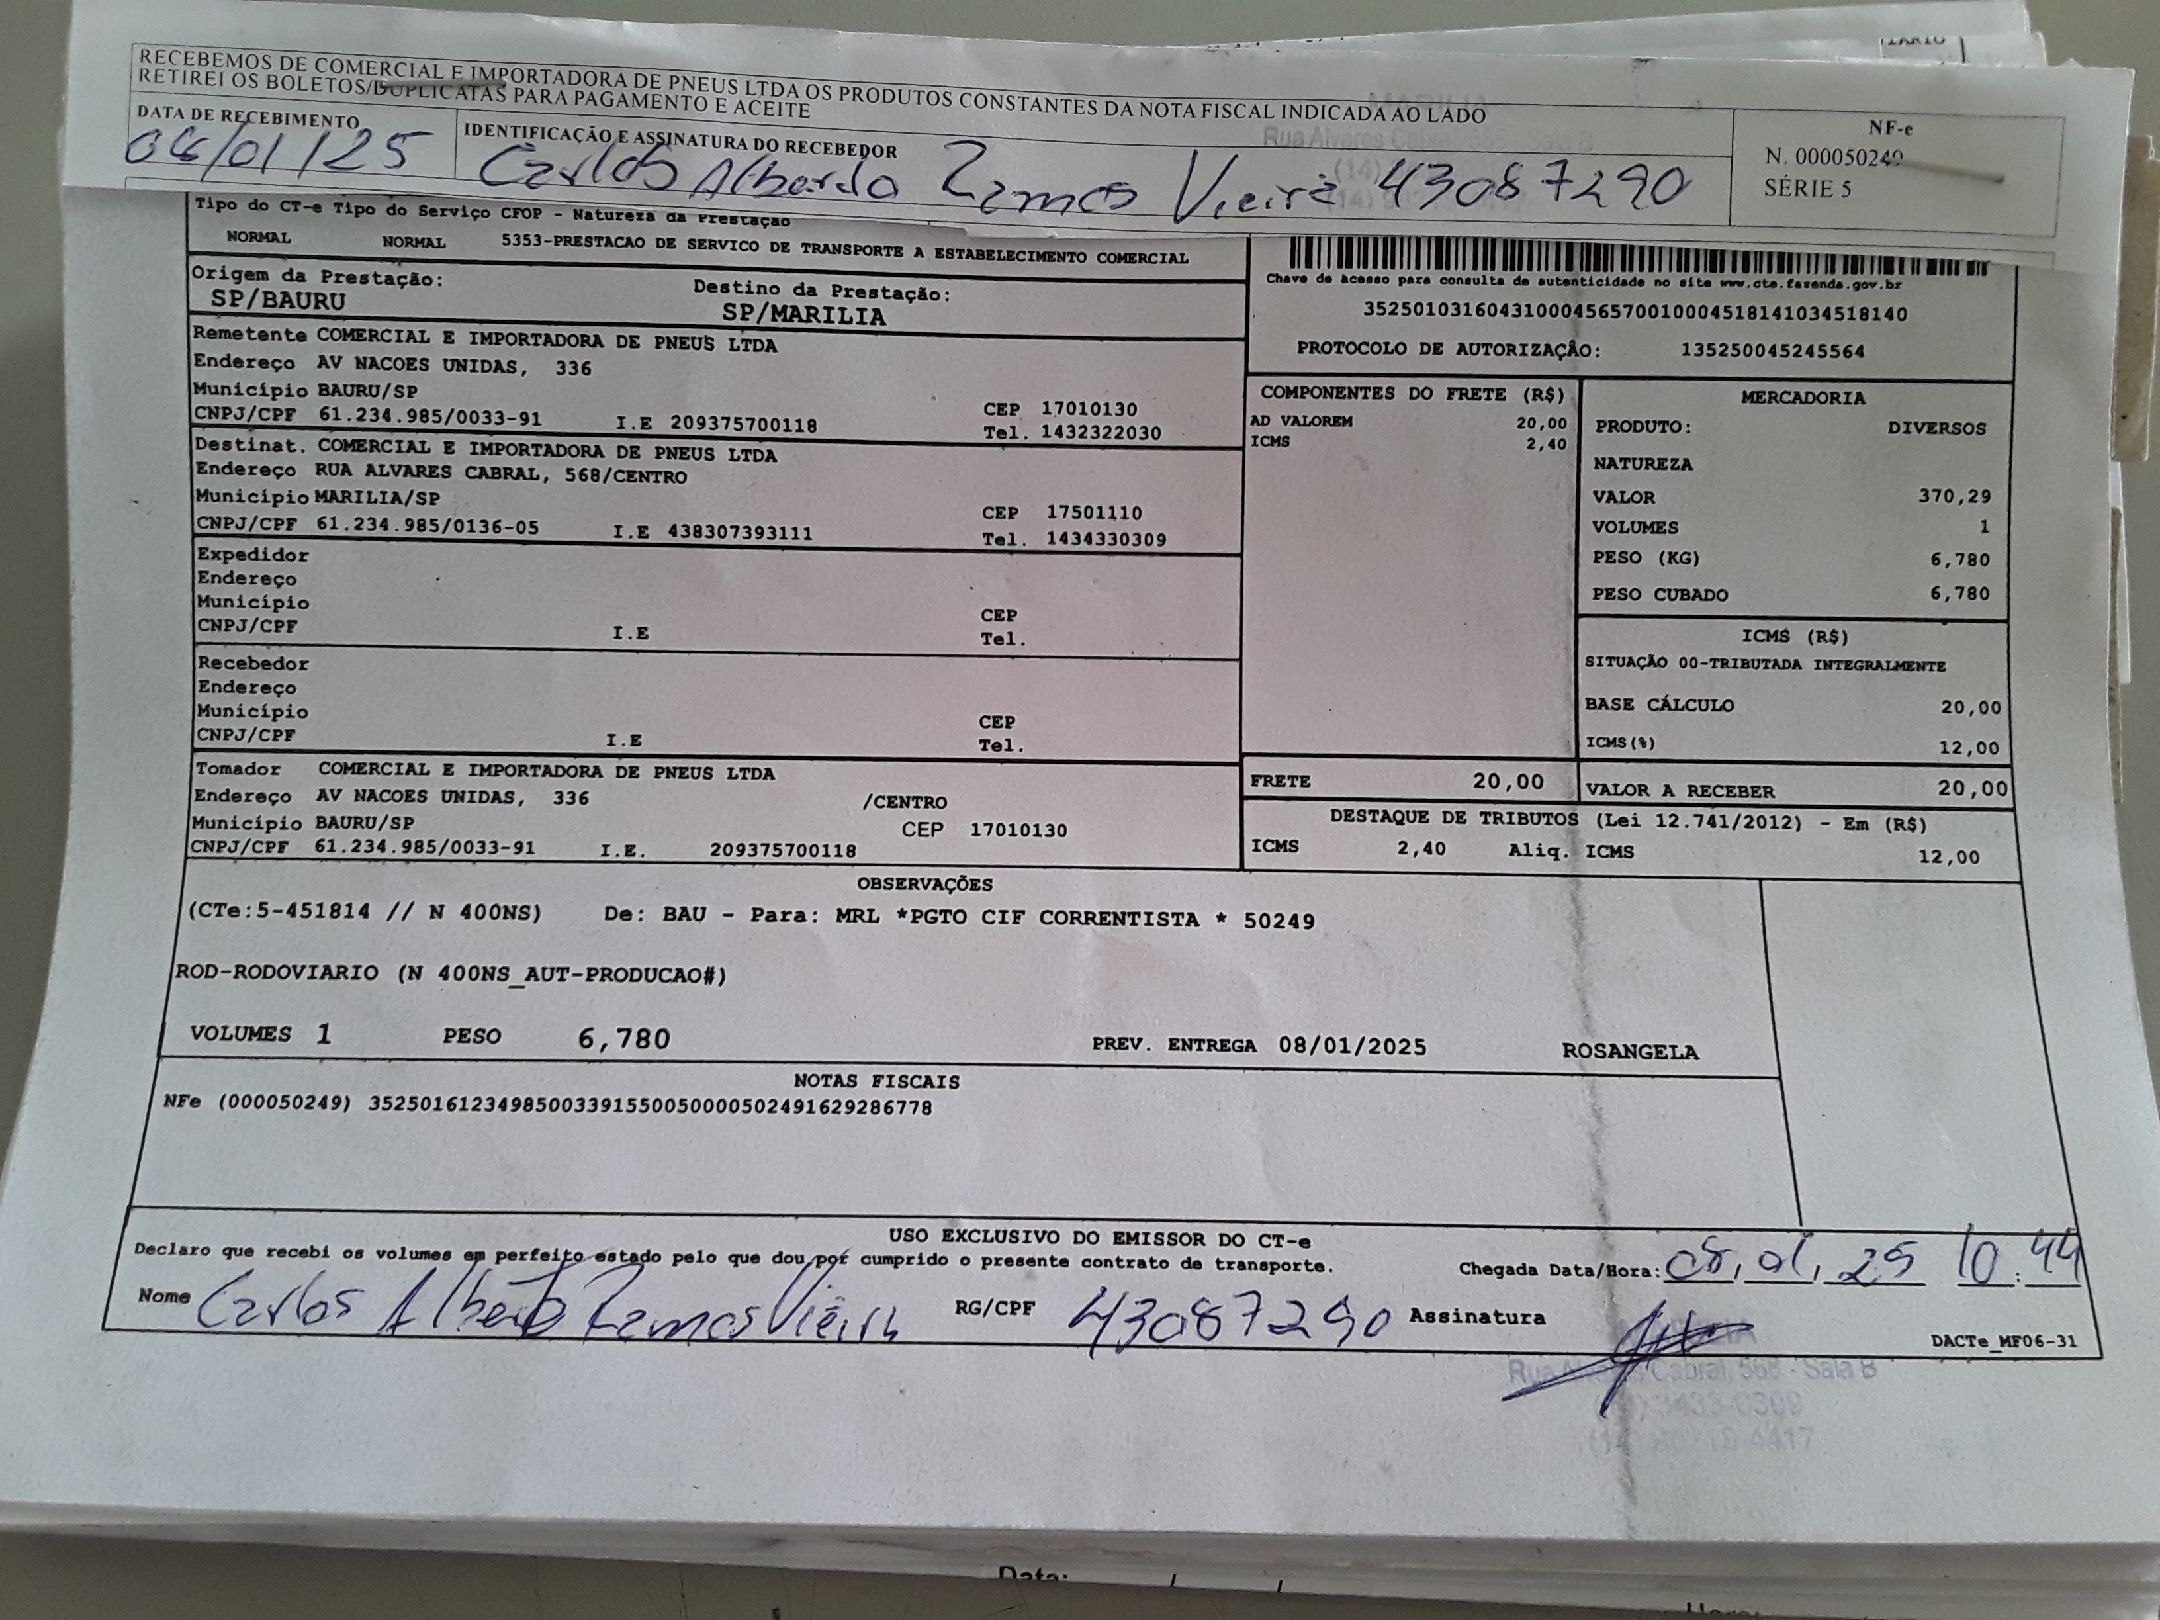 RECEBEMOS DE COMERCIAL E IMPORTADORA DE PNEUS LTDA OS PRODUTOS CONSTANTES DA NOTA FISCAL INDICADA AO LADO
RETIREI OS BOLETOS/DUPLICATAS PARA PAGAMENTO E ACEITE
DATA DE RECEBIMENTO IDENTIFICAÇÃO E ASSINATURA DO RECEBEDOR
08/01/25 Carlos Alberto Ramos Vieira 43087290
NF-e
N. 000050249
SÉRIE 5
Tipo do CT-e Tipo do Serviço CFOP - Natureza da Prestação
NORMAL NORMAL 5353-PRESTACAO DE SERVICO DE TRANSPORTE A ESTABELECIMENTO COMERCIAL
Origem da Prestação: Destino da Prestação:
SP/BAURU SP/MARILIA
Chave de acesso para consulta de autenticidade no site www.cte.fazenda.gov.br
35250103160431000456570010004518141034518140
PROTOCOLO DE AUTORIZAÇÃO: 135250045245564
Remetente COMERCIAL E IMPORTADORA DE PNEUS LTDA
Endereço AV NACOES UNIDAS, 336
Município BAURU/SP CEP 17010130
CNPJ/CPF 61.234.985/0033-91 I.E 209375700118 Tel. 1432322030
Destinat. COMERCIAL E IMPORTADORA DE PNEUS LTDA
Endereço RUA ALVARES CABRAL, 568/CENTRO
Município MARILIA/SP CEP 17501110
CNPJ/CPF 61.234.985/0136-05 I.E 438307393111 Tel. 1434330309
Expedidor
Endereço
Município CEP
CNPJ/CPF I.E Tel.
Recebedor
Endereço
Município CEP
CNPJ/CPF I.E Tel.
Tomador COMERCIAL E IMPORTADORA DE PNEUS LTDA
Endereço AV NACOES UNIDAS, 336 /CENTRO
Município BAURU/SP CEP 17010130
CNPJ/CPF 61.234.985/0033-91 I.E. 209375700118
COMPONENTES DO FRETE (R$)
AD VALOREM 20,00
ICMS 2,40
MERCADORIA
PRODUTO: DIVERSOS
NATUREZA
VALOR 370,29
VOLUMES 1
PESO (KG) 6,780
PESO CUBADO 6,780
ICMS (R$)
SITUAÇÃO 00-TRIBUTADA INTEGRALMENTE
BASE CÁLCULO 20,00
ICMS(%) 12,00
FRETE 20,00 VALOR A RECEBER 20,00
DESTAQUE DE TRIBUTOS (Lei 12.741/2012) - Em (R$)
ICMS 2,40 Aliq. ICMS 12,00
OBSERVAÇÕES
(CTe:5-451814 // N 400NS) De: BAU - Para: MRL *PGTO CIF CORRENTISTA * 50249
ROD-RODOVIARIO (N 400NS_AUT-PRODUCAO#)
VOLUMES 1 PESO 6,780 PREV. ENTREGA 08/01/2025 ROSANGELA
NOTAS FISCAIS
NFe (000050249) 35250161234985003391550050000502491629286778
USO EXCLUSIVO DO EMISSOR DO CT-e
Declaro que recebi os volumes em perfeito estado pelo que dou por cumprido o presente contrato de transporte. Chegada Data/Hora: 08, 01, 25 10:44
Nome Carlos Alberto Ramos Vieira RG/CPF 43087290 Assinatura
DACTe_MF06-31
Cabral, 568 - Sala B
3433-0309
Data: